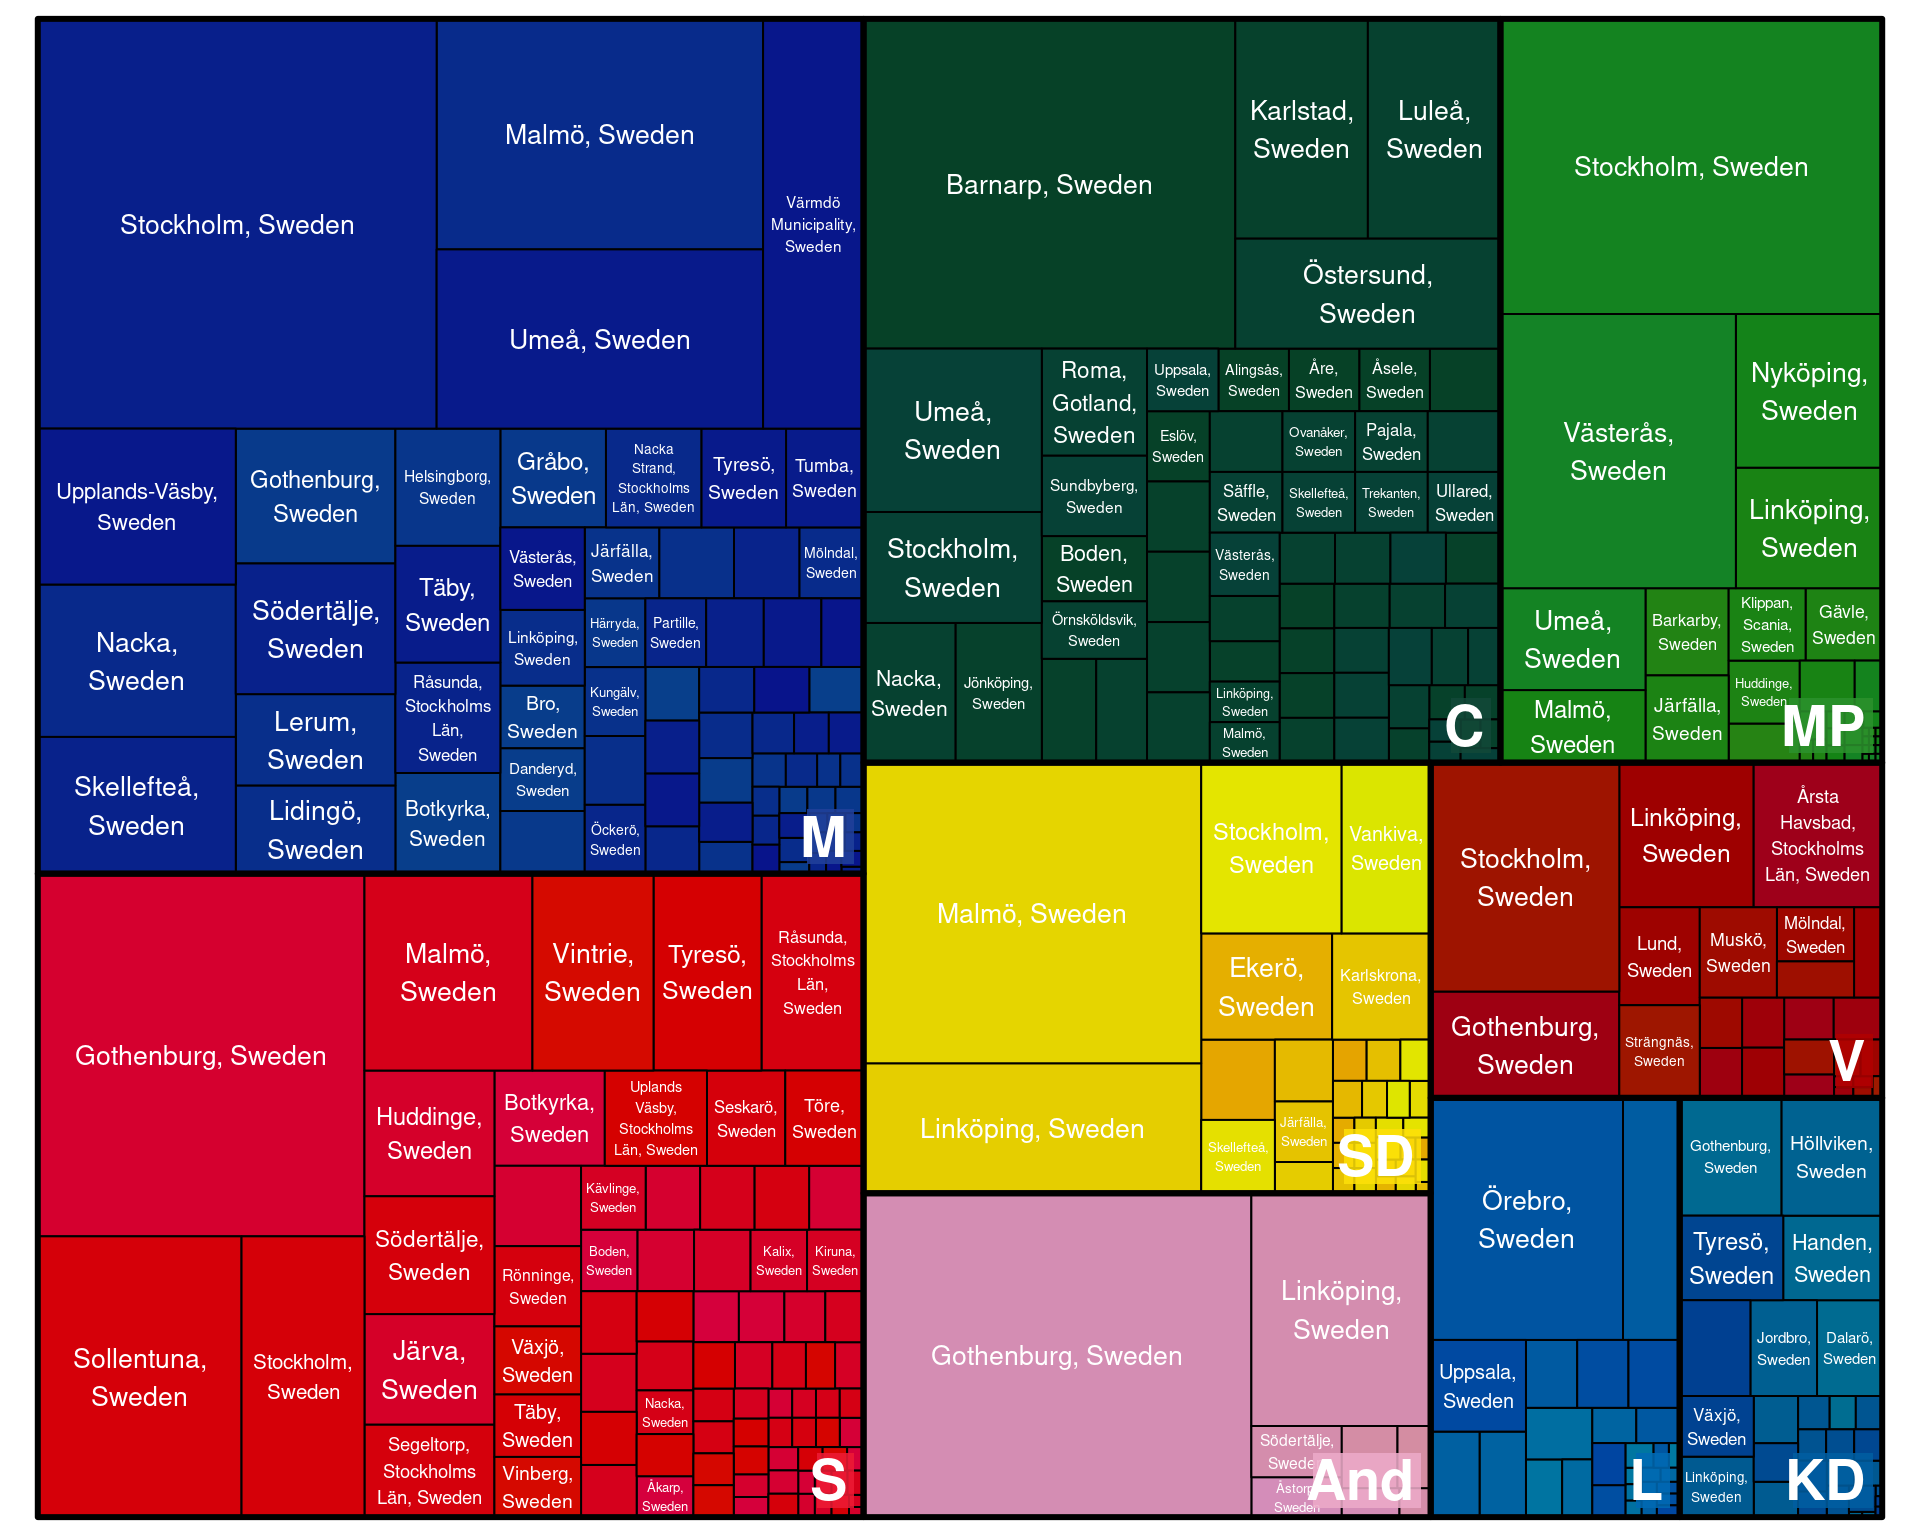 Stockholm, Sweden
Malmö, Sweden
Värmdö
Municipality,
Sweden
Umeå, Sweden
Upplands-Väsby,
Sweden
Gothenburg,
Sweden
Helsingborg,
Sweden
Gråbo,
Sweden
Nacka
Strand,
Stockholms
Län, Sweden
Tyresö,
Sweden
Tumba,
Sweden
Nacka,
Sweden
Södertälje,
Sweden
Täby,
Sweden
Västerås,
Sweden
Järfälla,
Sweden
Mölndal,
Sweden
Linköping,
Sweden
Härryda,
Sweden
Partille,
Sweden
Skellefteå,
Sweden
Lerum,
Sweden
Råsunda,
Stockholms
Län,
Sweden
Bro,
Sweden
Kungälv,
Sweden
Lidingö,
Sweden
Botkyrka,
Sweden
Danderyd,
Sweden
Öckerö,
Sweden
M
Barnarp, Sweden
Karlstad,
Sweden
Luleå,
Sweden
Östersund,
Sweden
Umeå,
Sweden
Roma,
Gotland,
Sweden
Uppsala,
Sweden
Alingsås,
Sweden
Åre,
Sweden
Åsele,
Sweden
Eslöv,
Sweden
Ovanåker,
Sweden
Pajala,
Sweden
Sundbyberg,
Sweden
Säffle,
Sweden
Skellefteå,
Sweden
Trekanten,
Sweden
Ullared,
Sweden
Stockholm,
Sweden
Boden,
Sweden
Västerås,
Sweden
Örnsköldsvik,
Sweden
Nacka,
Sweden
Jönköping,
Sweden
Linköping,
Sweden
Malmö,
Sweden
C
Stockholm, Sweden
Västerås,
Sweden
Nyköping,
Sweden
Linköping,
Sweden
Umeå,
Sweden
Barkarby,
Sweden
Klippan,
Scania,
Sweden
Gävle,
Sweden
Malmö,
Sweden
Järfälla,
Sweden
Huddinge,
Sweden
MP
Gothenburg, Sweden
Malmö,
Sweden
Vintrie,
Sweden
Tyresö,
Sweden
Råsunda,
Stockholms
Län,
Sweden
Huddinge,
Sweden
Botkyrka,
Sweden
Uplands
Väsby,
Stockholms
Län, Sweden
Seskarö,
Sweden
Töre,
Sweden
Södertälje,
Sweden
Kävlinge,
Sweden
Rönninge,
Sweden
Boden,
Sweden
Kalix,
Sweden
Kiruna,
Sweden
Sollentuna,
Sweden
Stockholm,
Sweden
Järva,
Sweden
Växjö,
Sweden
Täby,
Sweden
Nacka,
Sweden
Segeltorp,
Stockholms
Län, Sweden
Vinberg,
Sweden
Åkarp,
Sweden
S
Malmö, Sweden
Stockholm,
Sweden
Vankiva,
Sweden
Ekerö,
Sweden
Karlskrona,
Sweden
Linköping, Sweden
Skellefteå,
Sweden
Järfälla,
Sweden
SD
Gothenburg, Sweden
Linköping,
Sweden
Södertälje,
Åstorp
Sweden
And
Stockholm,
Sweden
Linköping,
Sweden
Årsta
Havsbad,
Stockholms
Län, Sweden
Lund,
Sweden
Muskö,
Sweden
Mölndal,
Sweden
Gothenburg,
Sweden
Strängnäs,
Sweden
V
Örebro,
Sweden
Uppsala,
Sweden
L
Gothenburg,
Sweden
Höllviken,
Sweden
Tyresö,
Sweden
Handen,
Sweden
Jordbro,
Sweden
Dalarö,
Sweden
Växjö,
Sweden
Linköping,
Sweden
KD